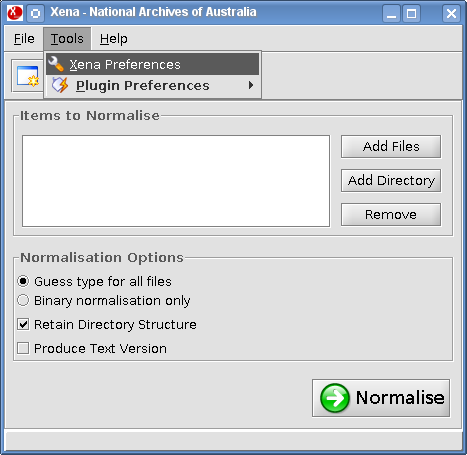 Xena - National Archives of Australia
File Tools Help
Xena Preferences
Plugin Preferences
Items to Normalise
Add Files
Add Directory
Remove
Normalisation Options
Guess type for all files
Binary normalisation only
Retain Directory Structure
Produce Text Version
Normalise